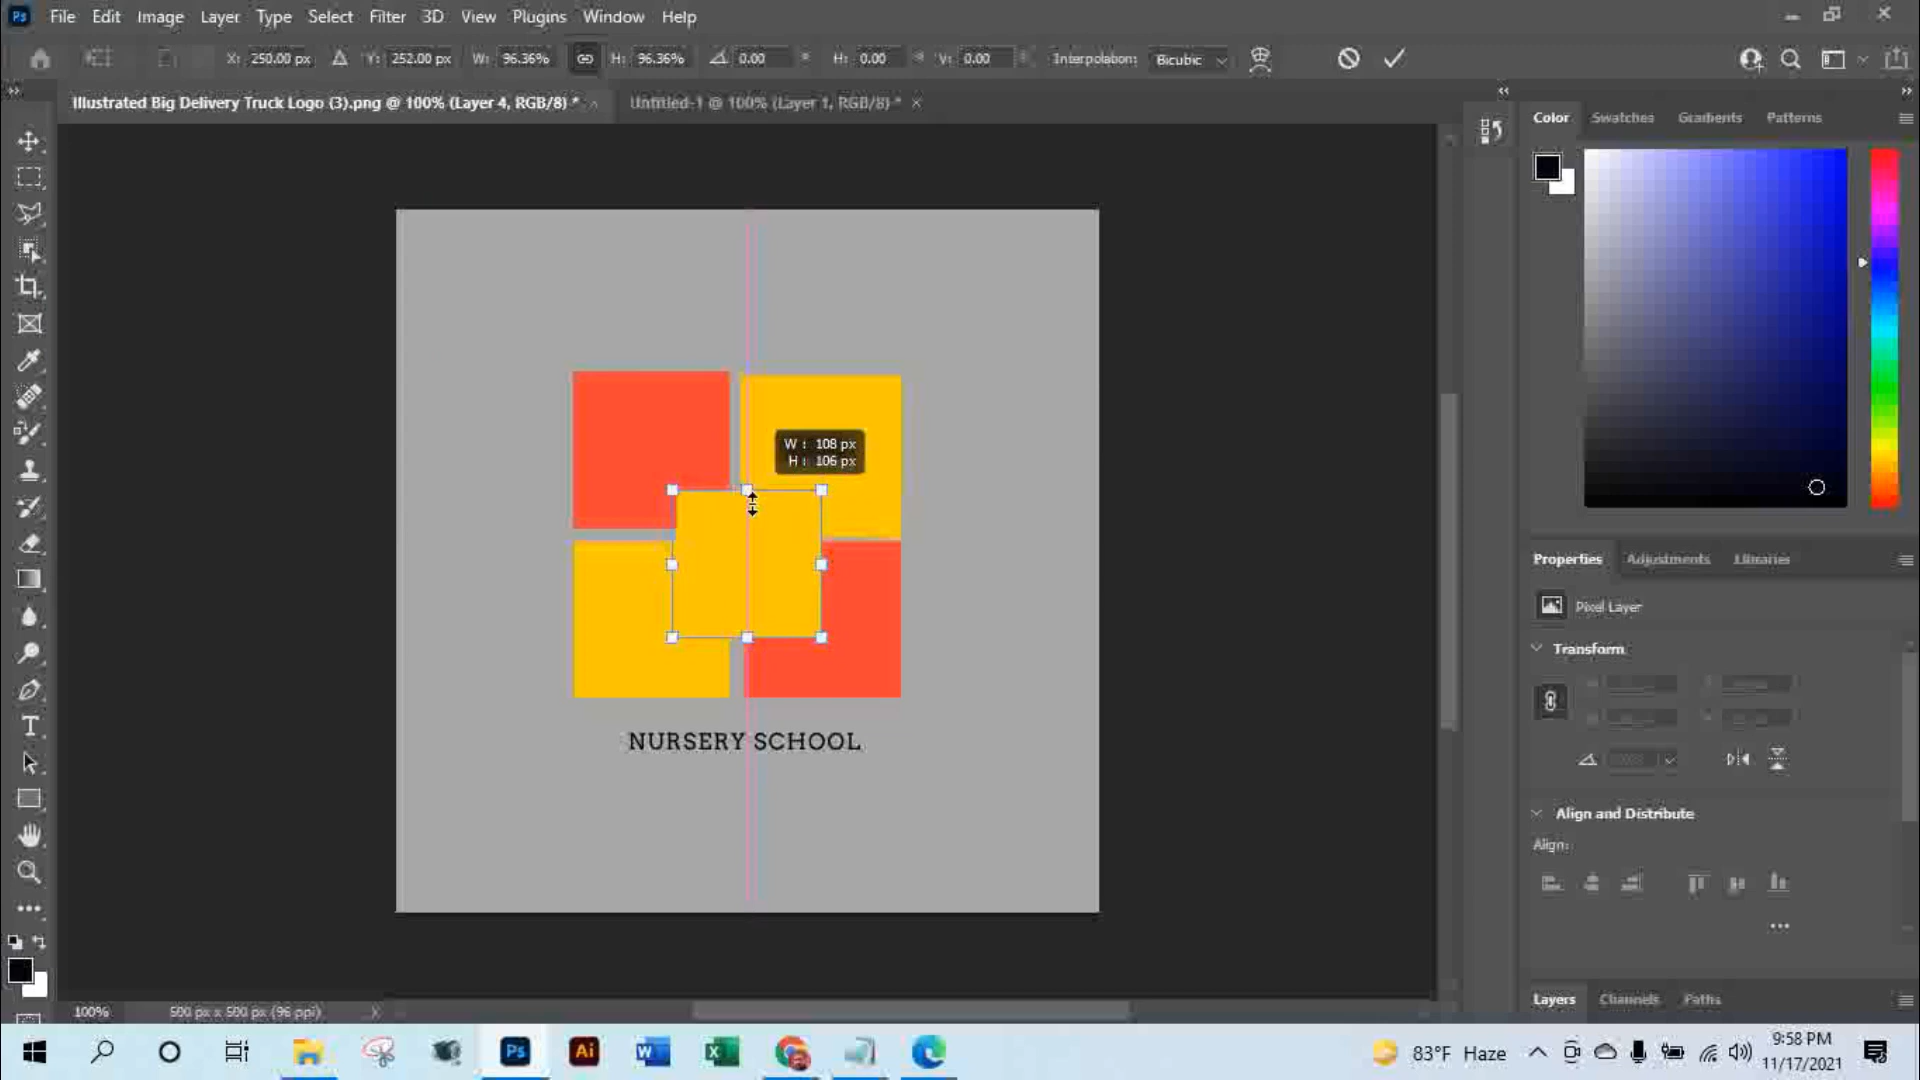 Ps File Edit Image Layer Type Select Filter 3D View Plugins Window Help
X: 250.00 px Y: 252.00 px W: 96.36% H: 96.36% 0.00 ° H: 0.00 ° V: 0.00 ° Interpolation: Bicubic
Illustrated Big Delivery Truck Logo (3).png @ 100% (Layer 4, RGB/8) * Untitled-1 @ 100% (Layer 1, RGB/8) *
Color Swatches Gradients Patterns
W : 108 px
H : 106 px
NURSERY SCHOOL
Properties Adjustments Libraries
Pixel Layer
Transform
Align and Distribute
Align:
Layers Channels Paths
100% 500 px x 500 px (96 ppi)
Ps Ai W X 83°F Haze
9:58 PM
11/17/2021